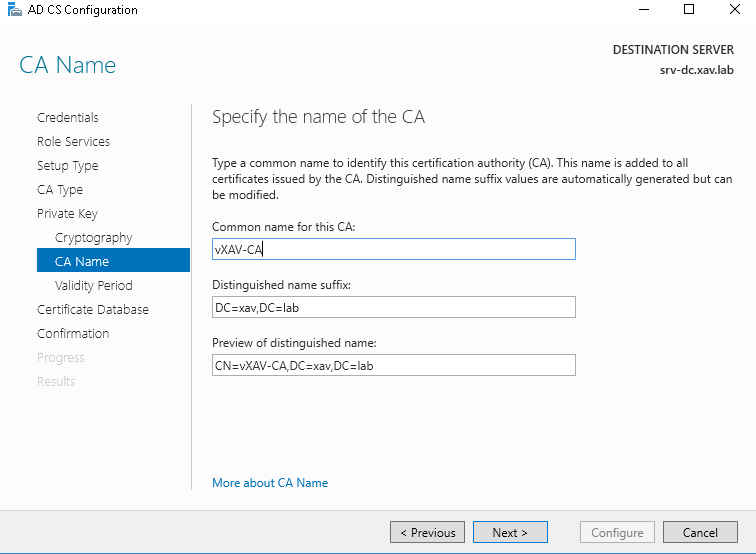 AD CS Configuration
CA Name
DESTINATION SERVER
srv-dc.xav.lab
Credentials
Role Services
Setup Type
CA Type
Private Key
Cryptography
CA Name
Validity Period
Certificate Database
Confirmation
Progress
Results
Specify the name of the CA
Type a common name to identify this certification authority (CA). This name is added to all
certificates issued by the CA. Distinguished name suffix values are automatically generated but can
be modified.
Common name for this CA:
vXAV-CA
Distinguished name suffix:
DC=xav,DC=lab
Preview of distinguished name:
CN=vXAV-CA,DC=xav,DC=lab
More about CA Name
< Previous
Next >
Configure
Cancel